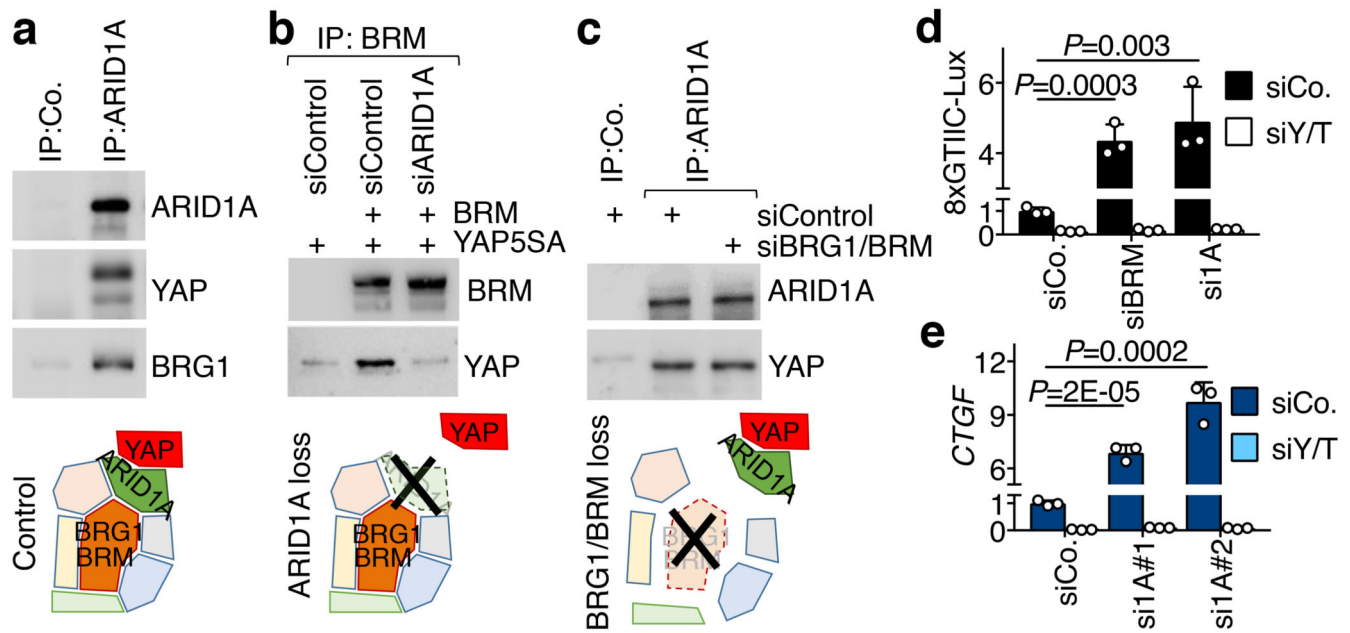 a
IP:Co.
IP:ARID1A
ARID1A
YAP
BRG1
Control
YAP
ARID1A
BRG1
BRM
b
IP: BRM
siControl
siControl
siARID1A
+ + BRM
+ + + YAP5SA
BRM
YAP
ARID1A loss
YAP
BRG1
BRM
c
IP:Co.
IP:ARID1A
+ + siControl
+ siBRG1/BRM
ARID1A
YAP
BRG1/BRM loss
YAP
ARID1A
BRG1
BRM
d
P=0.003
P=0.0003
8xGTIIC-Lux
6
4
1
0
siCo.
siBRM
si1A
siCo.
siY/T
e
P=0.0002
P=2E-05
CTGF
12
9
6
1
0
siCo.
si1A#1
si1A#2
siCo.
siY/T